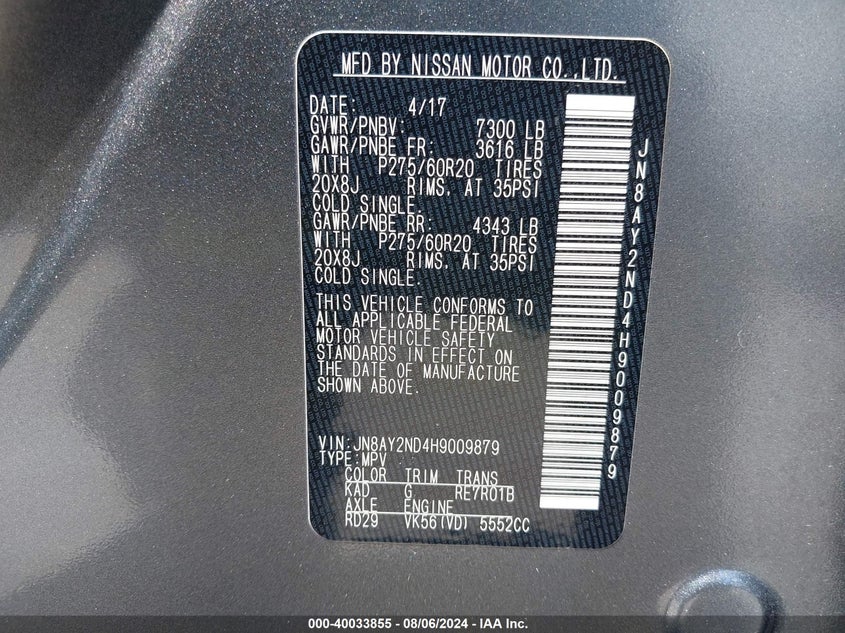 MFD BY NISSAN MOTOR CO.,LTD.
DATE: 4/17
GVWR/PNBV: 7300 LB
GAWR/PNBE FR: 3616 LB
WITH P275/60R20 TIRES
20X8J RIMS, AT 35PSI
COLD SINGLE.
GAWR/PNBE RR: 4343 LB
WITH P275/60R20 TIRES
20X8J RIMS, AT 35PSI
COLD SINGLE.
THIS VEHICLE CONFORMS TO
ALL APPLICABLE FEDERAL
MOTOR VEHICLE SAFETY
STANDARDS IN EFFECT ON
THE DATE OF MANUFACTURE
SHOWN ABOVE.
VIN:JN8AY2ND4H9009879
TYPE:MPV
COLOR TRIM TRANS
KAD G RE7R01B
AXLE ENGINE
RD29 VK56(VD) 5552CC
JN8AY2ND4H9009879
000-40033855 - 08/06/2024 - IAA Inc.